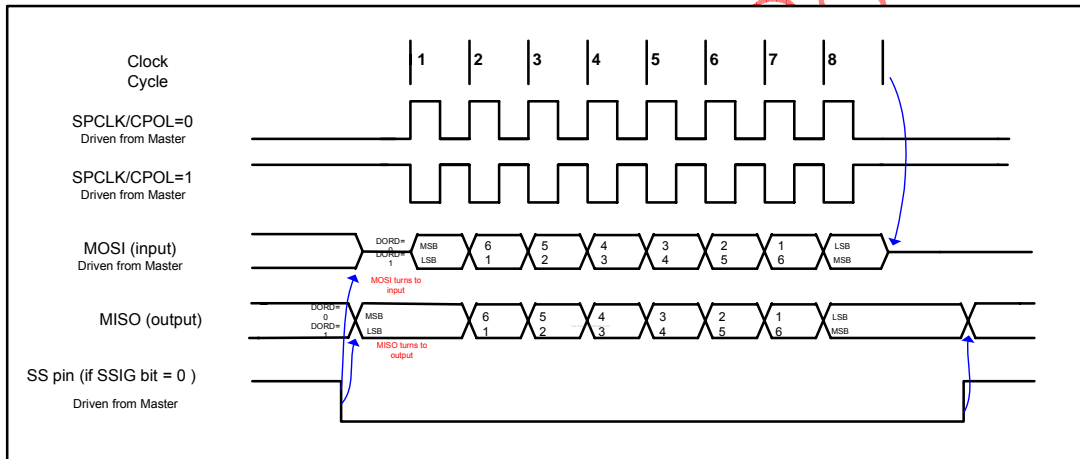 Clock
Cycle
1 2 3 4 5 6 7 8
SPCLK/CPOL=0
Driven from Master
SPCLK/CPOL=1
Driven from Master
MOSI (input)
Driven from Master
DORD=
0
DORD=
1
MSB 6 5 4 3 2 1 LSB
LSB 1 2 3 4 5 6 MSB
MOSI turns to
input
MISO (output)
DORD=
0
DORD=
1
MSB 6 5 4 3 2 1 LSB
LSB 1 2 3 4 5 6 MSB
MISO turns to
output
SS pin (if SSIG bit = 0 )
Driven from Master